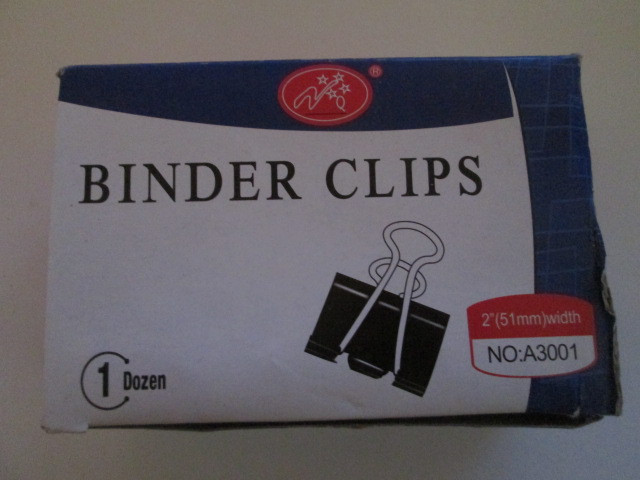 ®
BINDER CLIPS
2"(51mm)width
NO:A3001
1 Dozen